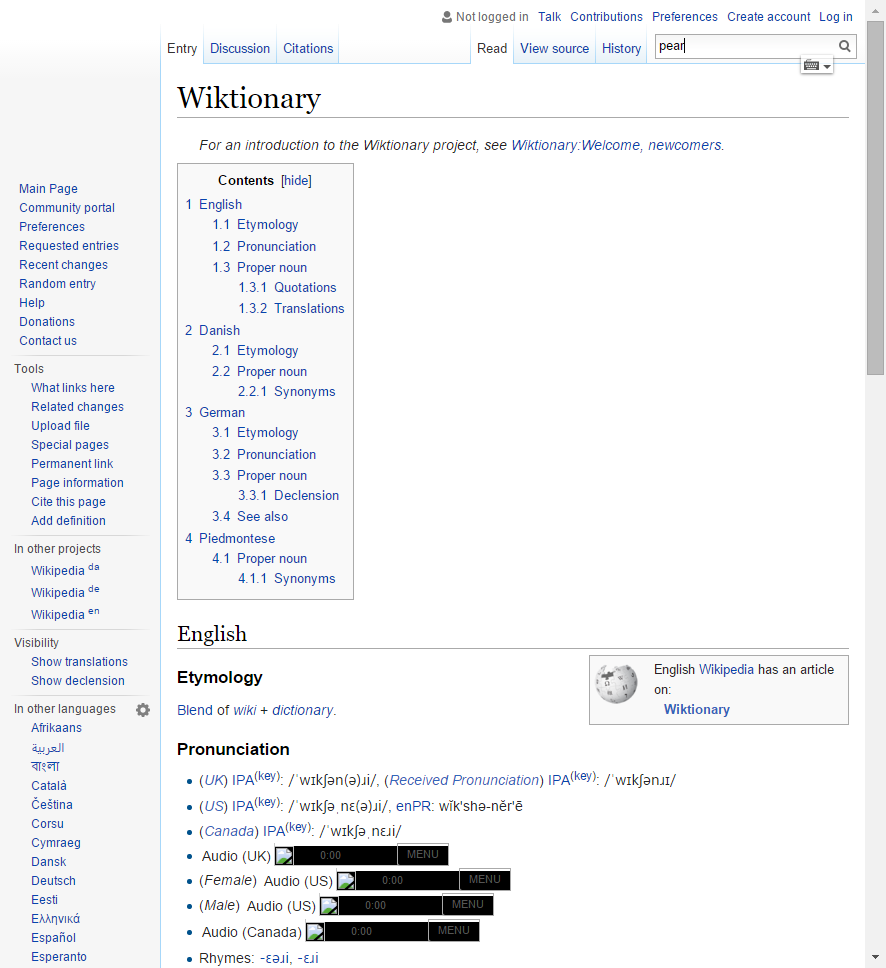 Not logged in Talk Contributions Preferences Create account Log in
Entry Discussion Citations Read View source History pear
Wiktionary
For an introduction to the Wiktionary project, see Wiktionary:Welcome, newcomers.
Main Page
Community portal
Preferences
Requested entries
Recent changes
Random entry
Help
Donations
Contact us
Tools
What links here
Related changes
Upload file
Special pages
Permanent link
Page information
Cite this page
Add definition
In other projects
Wikipedia da
Wikipedia de
Wikipedia en
Visibility
Show translations
Show declension
In other languages
Afrikaans
العربية
বাংলা
Català
Čeština
Corsu
Cymraeg
Dansk
Deutsch
Eesti
Ελληνικά
Español
Esperanto
Contents [hide]
1 English
1.1 Etymology
1.2 Pronunciation
1.3 Proper noun
1.3.1 Quotations
1.3.2 Translations
2 Danish
2.1 Etymology
2.2 Proper noun
2.2.1 Synonyms
3 German
3.1 Etymology
3.2 Pronunciation
3.3 Proper noun
3.3.1 Declension
3.4 See also
4 Piedmontese
4.1 Proper noun
4.1.1 Synonyms
English
English Wikipedia has an article
on:
Wiktionary
Etymology
Blend of wiki + dictionary.
Pronunciation
(UK) IPA(key): /ˈwɪkʃən(ə)ɹi/, (Received Pronunciation) IPA(key): /ˈwɪkʃənɹɪ/
(US) IPA(key): /ˈwɪkʃəˌnɛ(ə)ɹi/, enPR: wĭk'shə-nĕr'ē
(Canada) IPA(key): /ˈwɪkʃəˌnɛɹi/
Audio (UK) 0:00 MENU
(Female) Audio (US) 0:00 MENU
(Male) Audio (US) 0:00 MENU
Audio (Canada) 0:00 MENU
Rhymes: -ɛəɹi, -ɛɹi